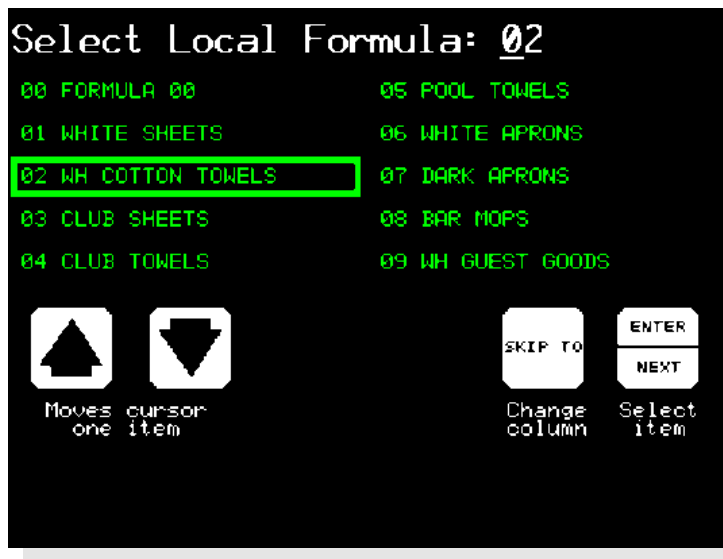 Select Local Formula: 02
00 FORMULA 00
01 WHITE SHEETS
02 WH COTTON TOWELS
03 CLUB SHEETS
04 CLUB TOWELS
05 POOL TOWELS
06 WHITE APRONS
07 DARK APRONS
08 BAR MOPS
09 WH GUEST GOODS
Moves cursor
one item
SKIP TO
Change
column
ENTER
NEXT
Select
item